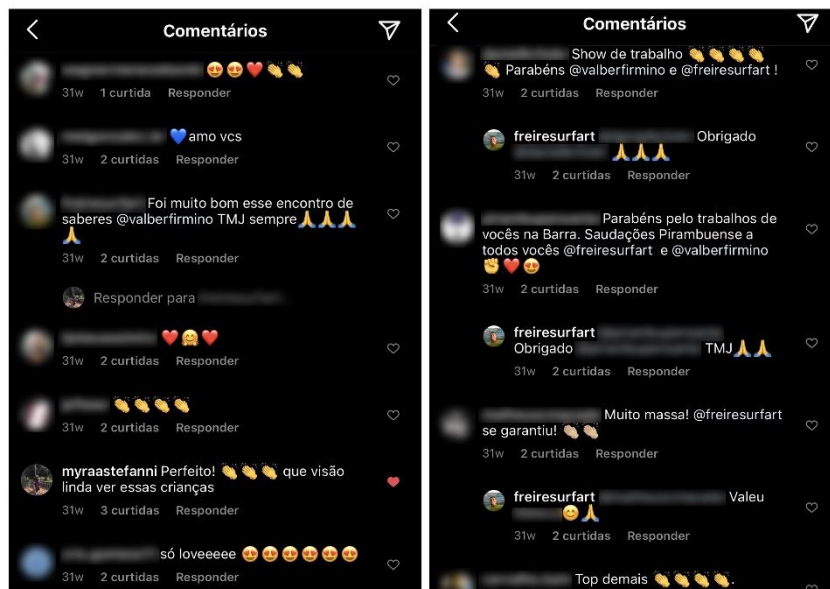 Comentários
😍😍❤️👏👏
31w 1 curtida Responder
💙amo vcs
31w 2 curtidas Responder
Foi muito bom esse encontro de
saberes @valberfirmino TMJ sempre🙏🙏🙏
🙏
31w 2 curtidas Responder
Responder para
❤️🤗❤️
31w 2 curtidas Responder
👏👏👏👏
31w 2 curtidas Responder
myraastefanni Perfeito! 👏👏👏 que visão
linda ver essas crianças
31w 3 curtidas Responder
só loveeeee 😍😍😍😍😍😍
31w 2 curtidas Responder
Comentários
Show de trabalho 👏👏👏👏
👏 Parabéns @valberfirmino e @freiresurfart !
31w 2 curtidas Responder
freiresurfart Obrigado
🙏🙏🙏
31w 2 curtidas Responder
Parabéns pelo trabalhos de
vocês na Barra. Saudações Pirambuense a
todos vocês @freiresurfart e @valberfirmino
✊❤️😍
31w 2 curtidas Responder
freiresurfart
Obrigado TMJ🙏🙏
31w 2 curtidas Responder
Muito massa! @freiresurfart
se garantiu! 👏🏼👏🏼
31w 2 curtidas Responder
freiresurfart Valeu
😊🙏
31w 2 curtidas Responder
Top demais 👏👏👏👏.